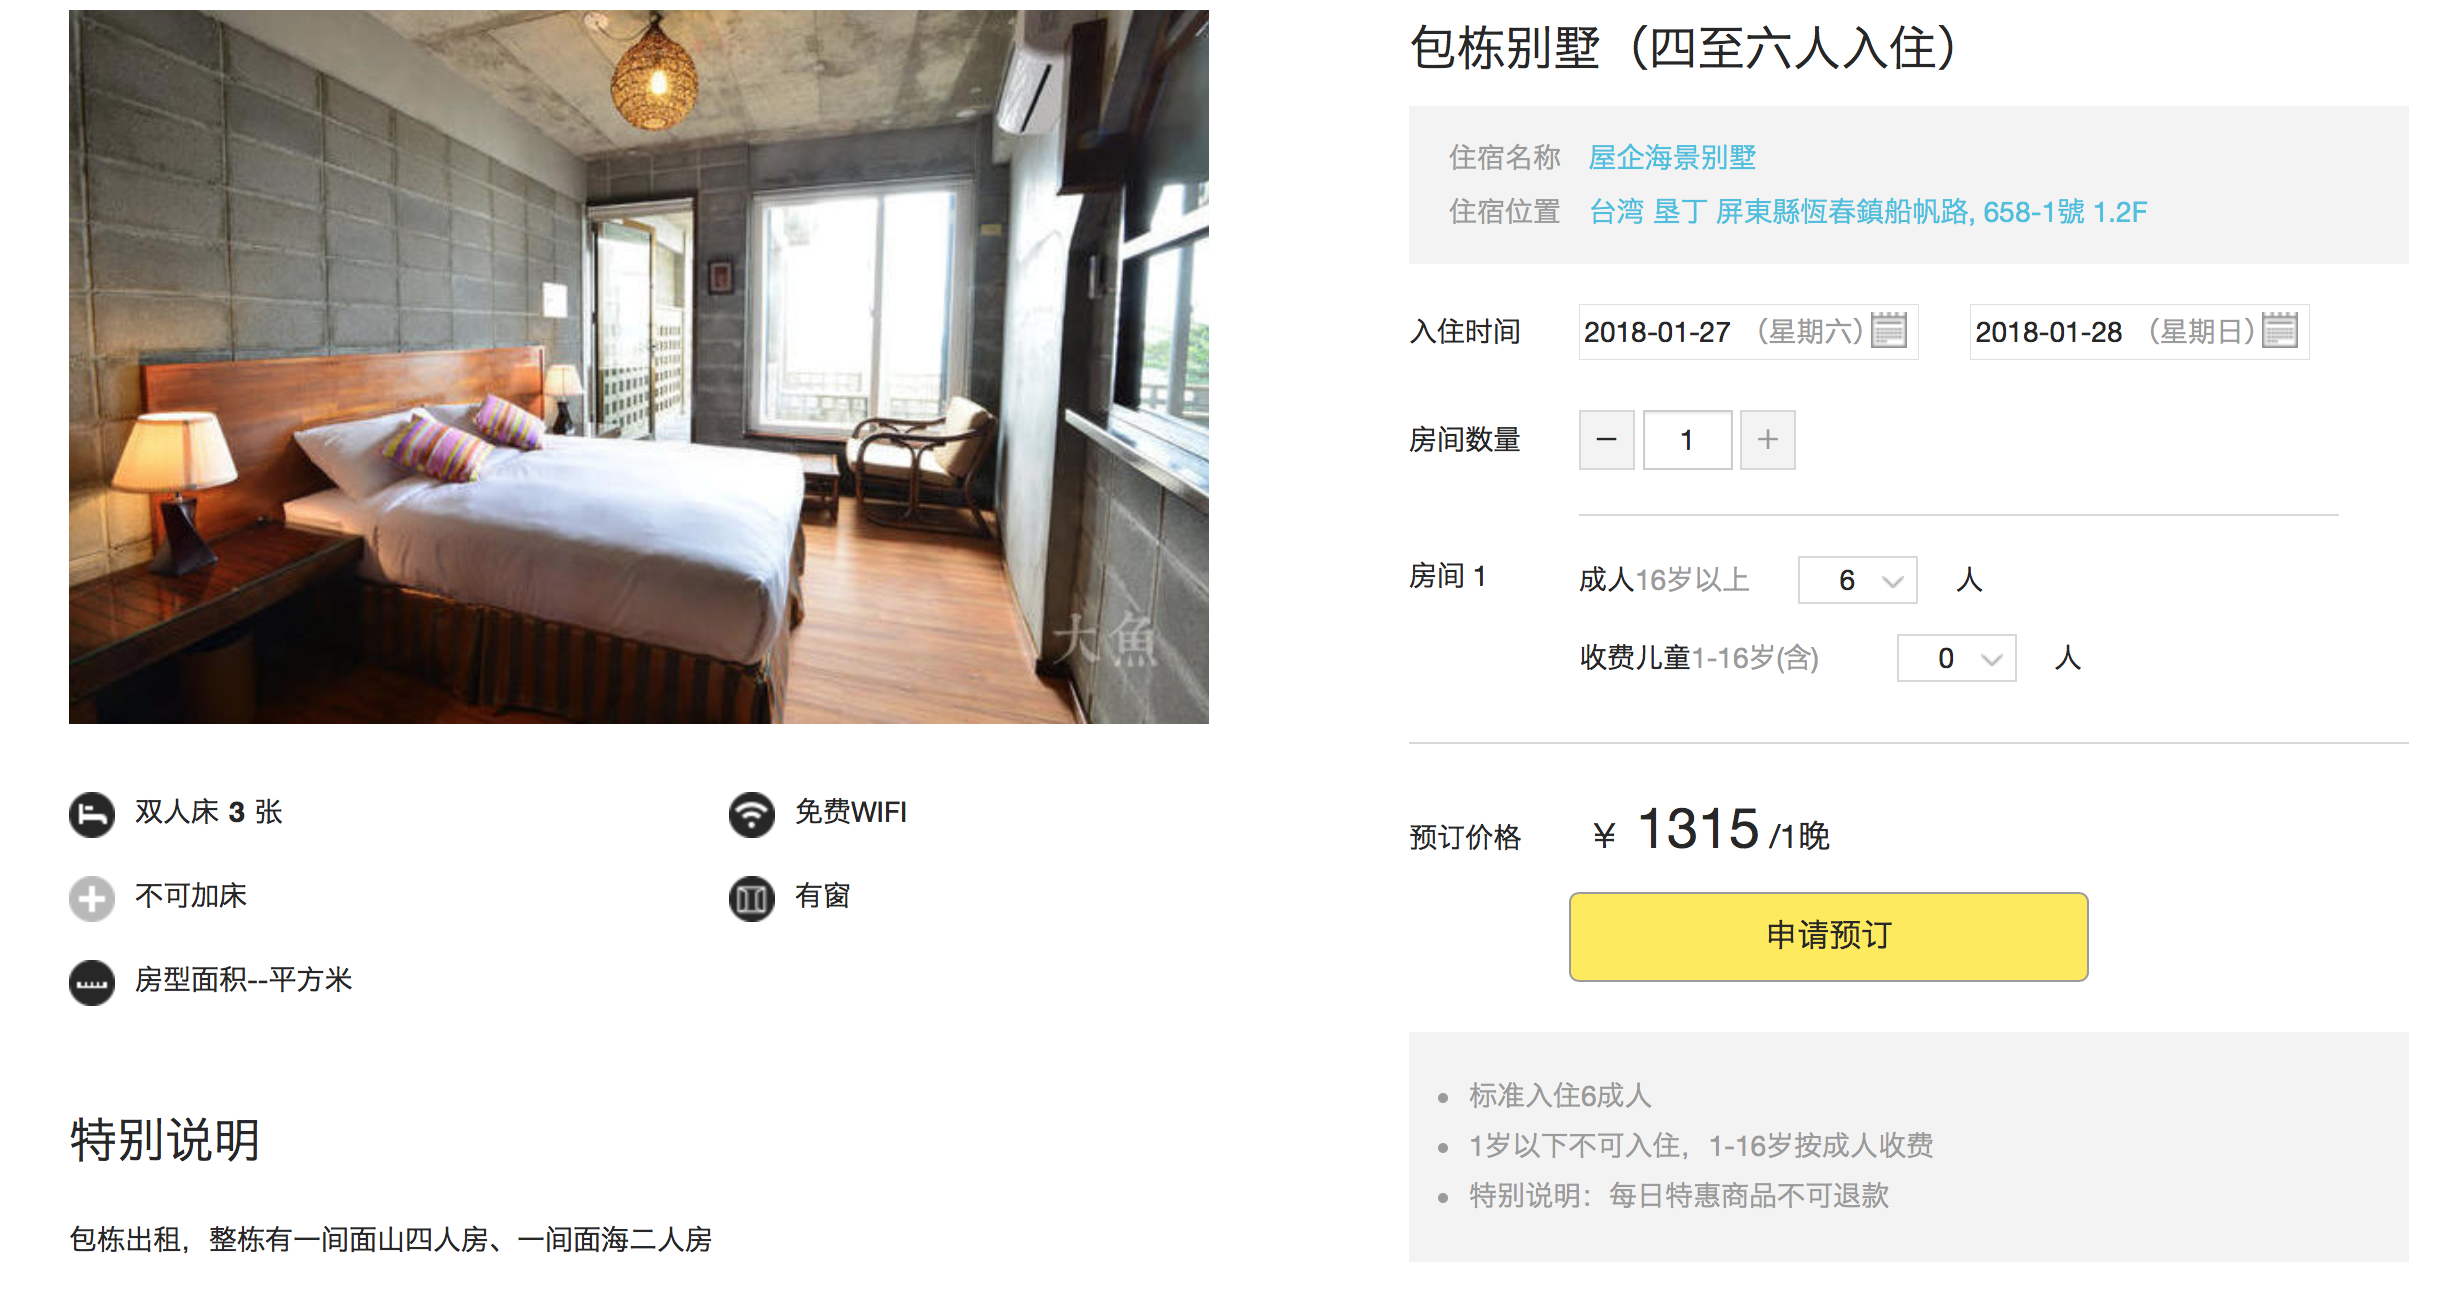 大魚
双人床 3 张
免费WIFI
不可加床
有窗
房型面积--平方米
特别说明
包栋出租，整栋有一间面山四人房、一间面海二人房
包栋别墅（四至六人入住）
住宿名称 屋企海景别墅
住宿位置 台湾 垦丁 屏東縣恆春鎮船帆路, 658-1號 1.2F
入住时间 2018-01-27 （星期六） 2018-01-28 （星期日）
房间数量 − 1 +
房间 1 成人16岁以上 6 人
收费儿童1-16岁(含) 0 人
预订价格 ¥ 1315 /1晚
申请预订
标准入住6成人
1岁以下不可入住，1-16岁按成人收费
特别说明：每日特惠商品不可退款